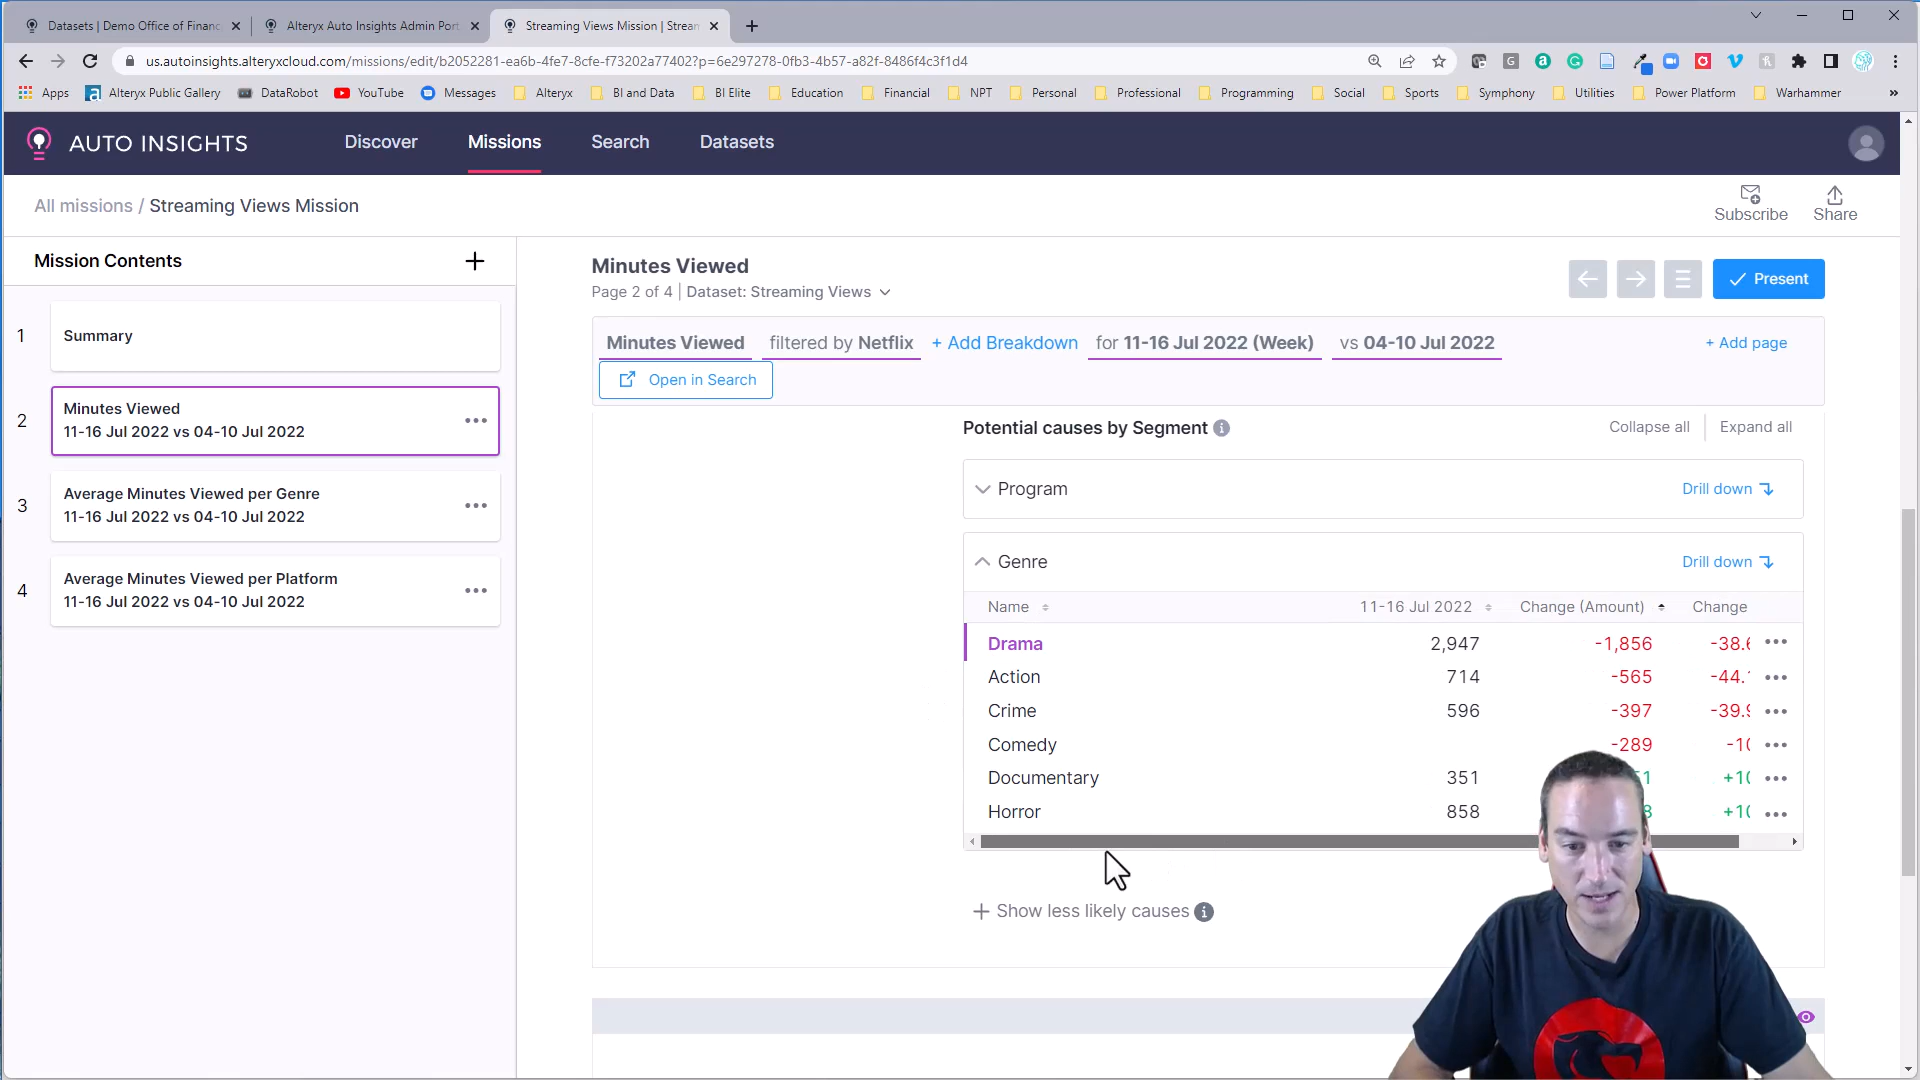 Datasets | Demo Office of Financ
Alteryx Auto Insights Admin Port
Streaming Views Mission | Strear
us.autoinsights.alteryxcloud.com/missions/edit/b2052281-ea6b-4fe7-8cfe-f73202a77402?p=6e297278-0fb3-4b57-a82f-8486f4c3f1d4
Apps Alteryx Public Gallery DataRobot YouTube Messages Alteryx BI and Data BI Elite Education Financial NPT Personal Professional Programming Social Sports Symphony Utilities Power Platform Warhammer »
AUTO INSIGHTS Discover Missions Search Datasets
All missions / Streaming Views Mission
Subscribe Share
Mission Contents
1 Summary
2 Minutes Viewed
11-16 Jul 2022 vs 04-10 Jul 2022
3 Average Minutes Viewed per Genre
11-16 Jul 2022 vs 04-10 Jul 2022
4 Average Minutes Viewed per Platform
11-16 Jul 2022 vs 04-10 Jul 2022
Minutes Viewed
Page 2 of 4 | Dataset: Streaming Views
Present
Minutes Viewed filtered by Netflix + Add Breakdown for 11-16 Jul 2022 (Week) vs 04-10 Jul 2022 + Add page
Open in Search
Potential causes by Segment Collapse all Expand all
Program Drill down
Genre Drill down
Name 11-16 Jul 2022 Change (Amount) Change
Drama 2,947 -1,856 -38.6
Action 714 -565 -44.1
Crime 596 -397 -39.9
Comedy -289 -10
Documentary 351 +10
Horror 858 +10
+ Show less likely causes